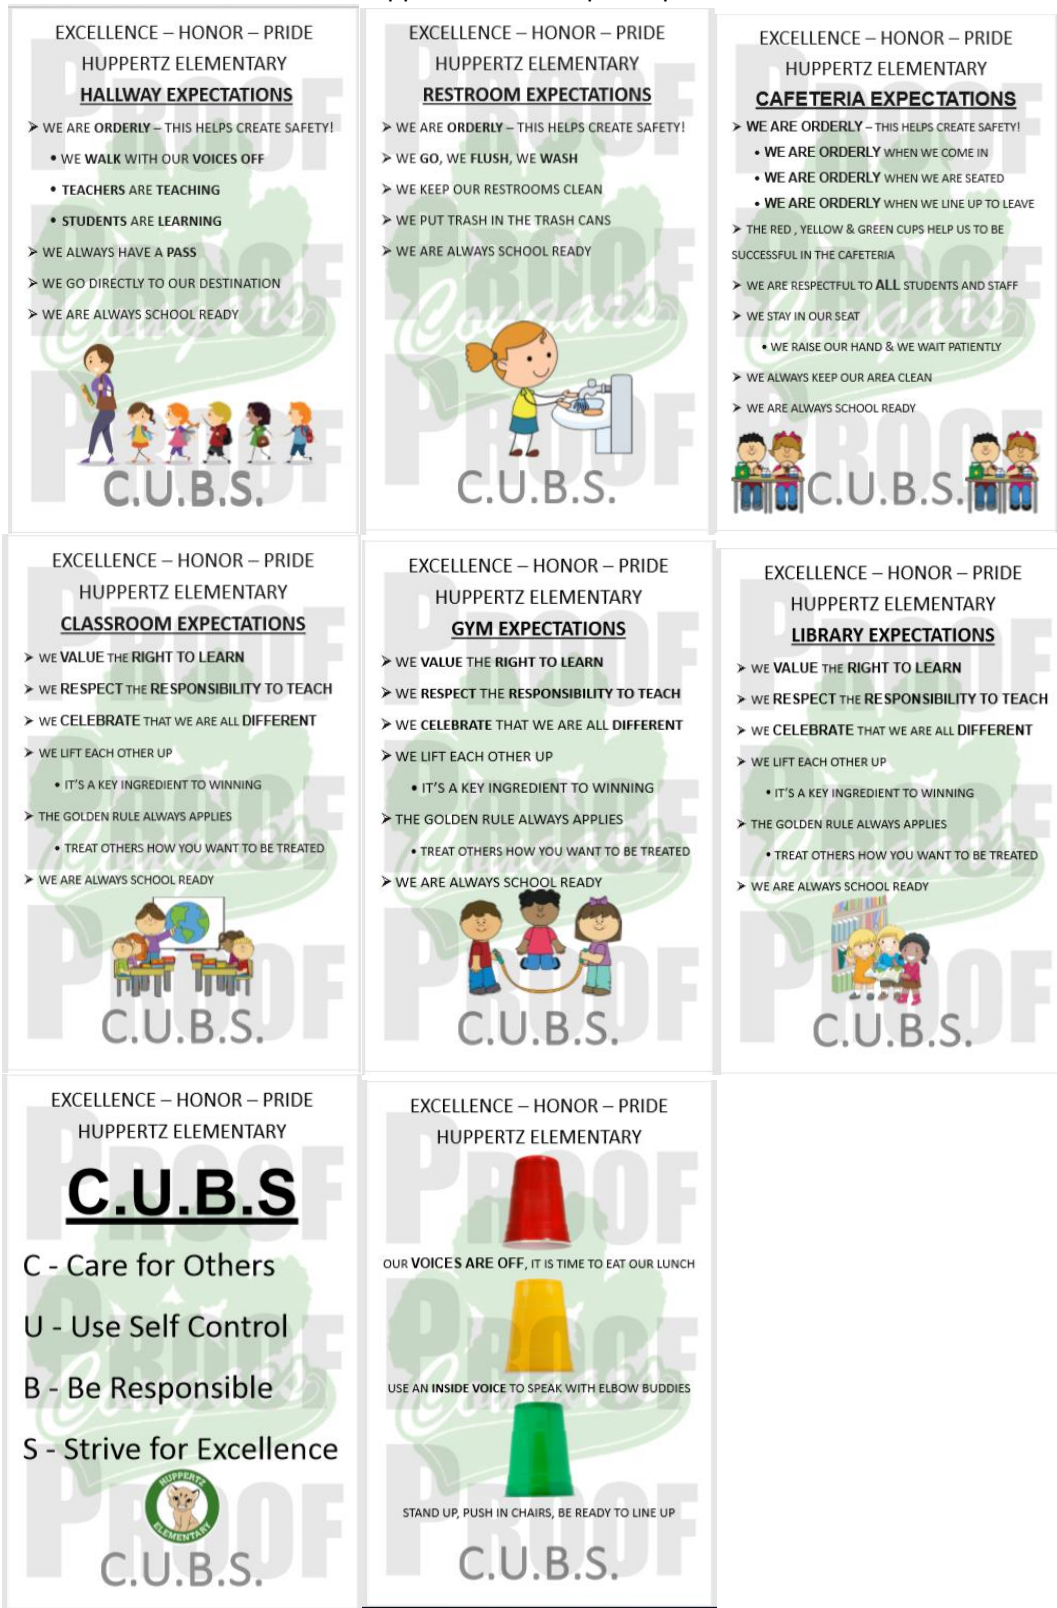 EXCELLENCE – HONOR – PRIDE
HUPPERTZ ELEMENTARY
HALLWAY EXPECTATIONS
➤ WE ARE ORDERLY – THIS HELPS CREATE SAFETY!
• WE WALK WITH OUR VOICES OFF
• TEACHERS ARE TEACHING
• STUDENTS ARE LEARNING
➤ WE ALWAYS HAVE A PASS
➤ WE GO DIRECTLY TO OUR DESTINATION
➤ WE ARE ALWAYS SCHOOL READY
C.U.B.S.
PROOF
Cougars
PROOF
EXCELLENCE – HONOR – PRIDE
HUPPERTZ ELEMENTARY
RESTROOM EXPECTATIONS
➤ WE ARE ORDERLY – THIS HELPS CREATE SAFETY!
➤ WE GO, WE FLUSH, WE WASH
➤ WE KEEP OUR RESTROOMS CLEAN
➤ WE PUT TRASH IN THE TRASH CANS
➤ WE ARE ALWAYS SCHOOL READY
C.U.B.S.
EXCELLENCE – HONOR – PRIDE
HUPPERTZ ELEMENTARY
CAFETERIA EXPECTATIONS
➤ WE ARE ORDERLY – THIS HELPS CREATE SAFETY!
• WE ARE ORDERLY WHEN WE COME IN
• WE ARE ORDERLY WHEN WE ARE SEATED
• WE ARE ORDERLY WHEN WE LINE UP TO LEAVE
➤ THE RED , YELLOW & GREEN CUPS HELP US TO BE
SUCCESSFUL IN THE CAFETERIA
➤ WE ARE RESPECTFUL TO ALL STUDENTS AND STAFF
➤ WE STAY IN OUR SEAT
• WE RAISE OUR HAND & WE WAIT PATIENTLY
➤ WE ALWAYS KEEP OUR AREA CLEAN
➤ WE ARE ALWAYS SCHOOL READY
C.U.B.S.
EXCELLENCE – HONOR – PRIDE
HUPPERTZ ELEMENTARY
CLASSROOM EXPECTATIONS
➤ WE VALUE THE RIGHT TO LEARN
➤ WE RESPECT THE RESPONSIBILITY TO TEACH
➤ WE CELEBRATE THAT WE ARE ALL DIFFERENT
➤ WE LIFT EACH OTHER UP
• IT'S A KEY INGREDIENT TO WINNING
➤ THE GOLDEN RULE ALWAYS APPLIES
• TREAT OTHERS HOW YOU WANT TO BE TREATED
➤ WE ARE ALWAYS SCHOOL READY
C.U.B.S.
EXCELLENCE – HONOR – PRIDE
HUPPERTZ ELEMENTARY
GYM EXPECTATIONS
➤ WE VALUE THE RIGHT TO LEARN
➤ WE RESPECT THE RESPONSIBILITY TO TEACH
➤ WE CELEBRATE THAT WE ARE ALL DIFFERENT
➤ WE LIFT EACH OTHER UP
• IT'S A KEY INGREDIENT TO WINNING
➤ THE GOLDEN RULE ALWAYS APPLIES
• TREAT OTHERS HOW YOU WANT TO BE TREATED
➤ WE ARE ALWAYS SCHOOL READY
C.U.B.S.
EXCELLENCE – HONOR – PRIDE
HUPPERTZ ELEMENTARY
LIBRARY EXPECTATIONS
➤ WE VALUE THE RIGHT TO LEARN
➤ WE RESPECT THE RESPONSIBILITY TO TEACH
➤ WE CELEBRATE THAT WE ARE ALL DIFFERENT
➤ WE LIFT EACH OTHER UP
• IT'S A KEY INGREDIENT TO WINNING
➤ THE GOLDEN RULE ALWAYS APPLIES
• TREAT OTHERS HOW YOU WANT TO BE TREATED
➤ WE ARE ALWAYS SCHOOL READY
C.U.B.S.
EXCELLENCE – HONOR – PRIDE
HUPPERTZ ELEMENTARY
C.U.B.S
C - Care for Others
U - Use Self Control
B - Be Responsible
S - Strive for Excellence
HUPPERTZ
ELEMENTARY
C.U.B.S.
EXCELLENCE – HONOR – PRIDE
HUPPERTZ ELEMENTARY
OUR VOICES ARE OFF, IT IS TIME TO EAT OUR LUNCH
USE AN INSIDE VOICE TO SPEAK WITH ELBOW BUDDIES
STAND UP, PUSH IN CHAIRS, BE READY TO LINE UP
C.U.B.S.